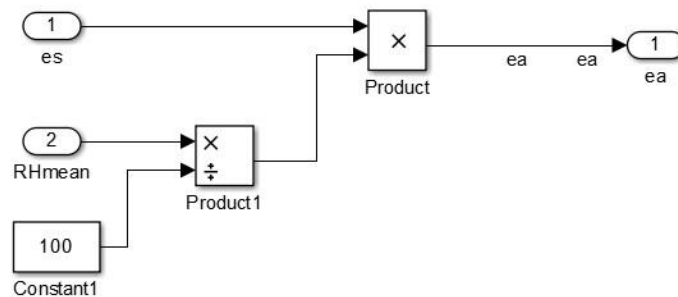 1
es
×
Product
ea ea
1
ea
2
RHmean
×
÷
Product1
100
Constant1